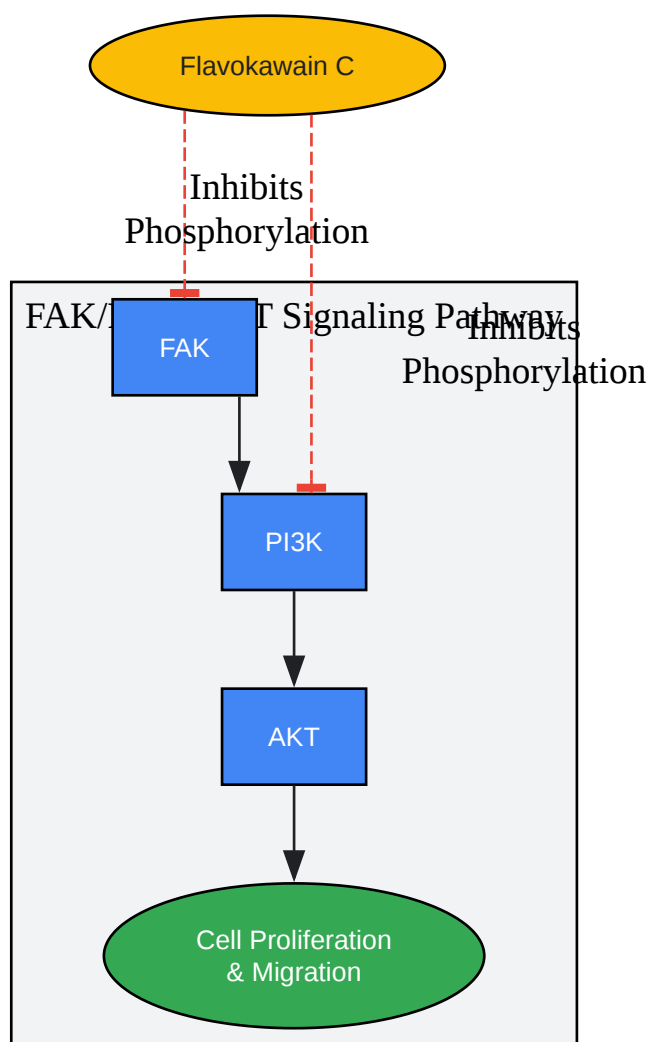 Flavokawain C
Inhibits
Phosphorylation
FAK/ T Signaling Pathway
Inhibits
Phosphorylation
FAK
PI3K
AKT
Cell Proliferation
& Migration